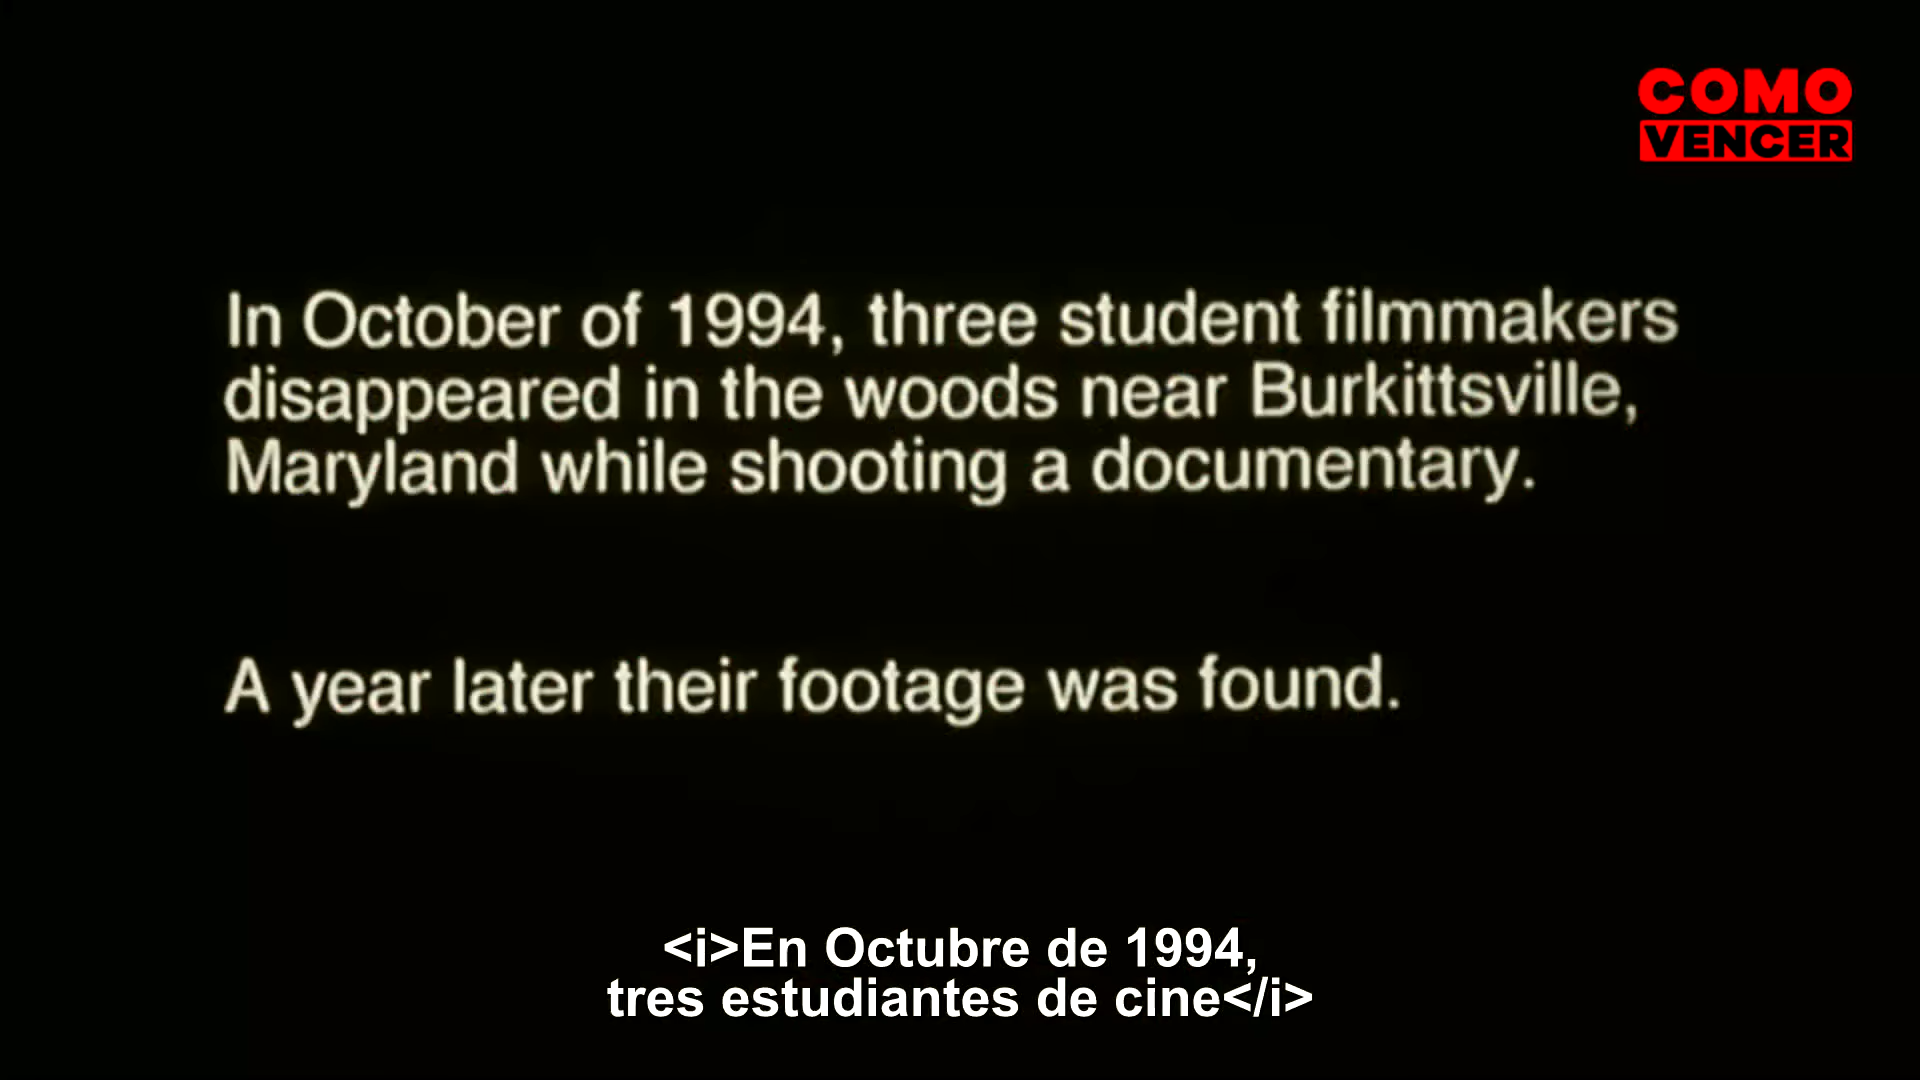 COMO
VENCER
In October of 1994, three student filmmakers
disappeared in the woods near Burkittsville,
Maryland while shooting a documentary.
A year later their footage was found.
<i>En Octubre de 1994,
tres estudiantes de cine</i>